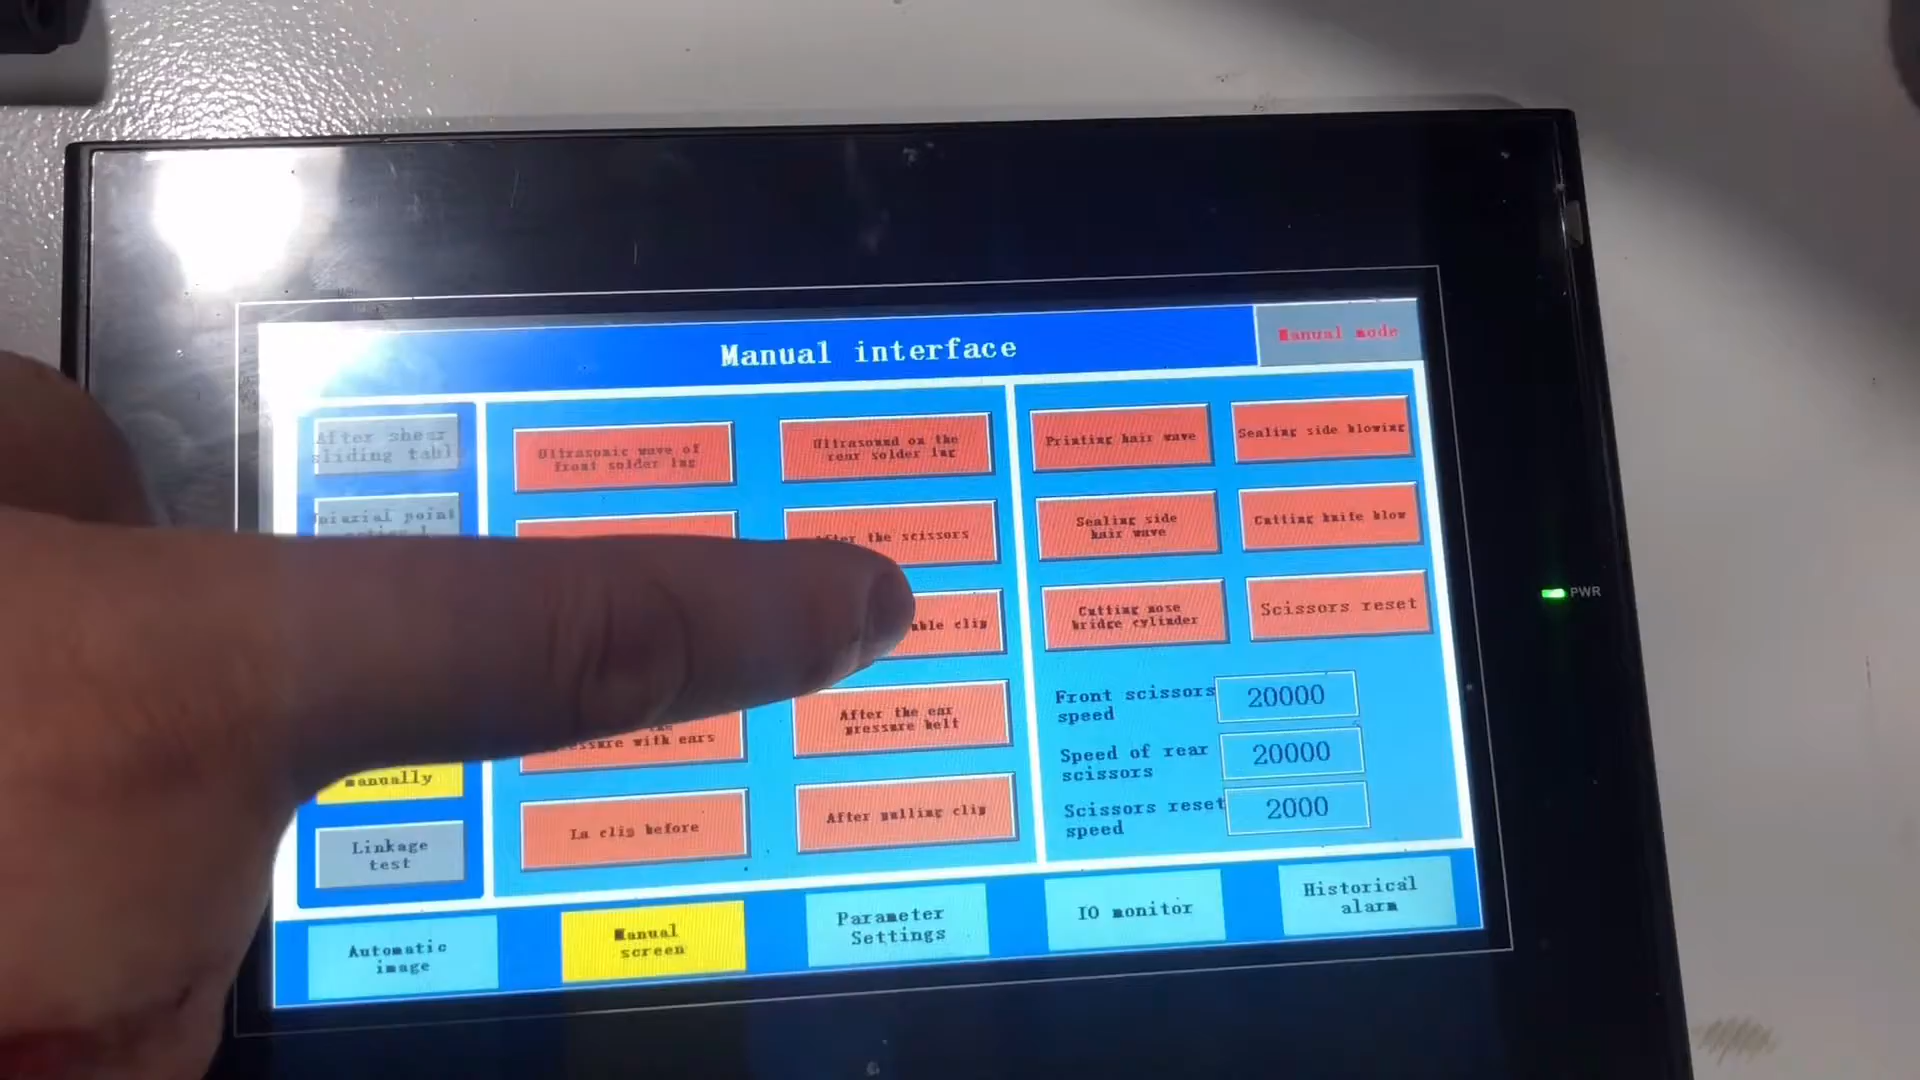 Manual interface
Manual mode
After shear
sliding tabl
point
manually
Linkage
test
Ultrasonic wave of
front solder lug
Ultrasound on the
rear solder lug
the scissors
clip
After the ear
pressure belt
with ears
La clip before
After pulling clip
Printing hair wave
Sealing side blowing
Sealing side
hair wave
Cutting knife blow
Cutting nose
bridge cylinder
Scissors reset
Front scissors
speed
20000
Speed of rear
scissors
20000
Scissors reset
speed
2000
Automatic
image
Manual
screen
Parameter
Settings
IO monitor
Historical
alarm
PWR